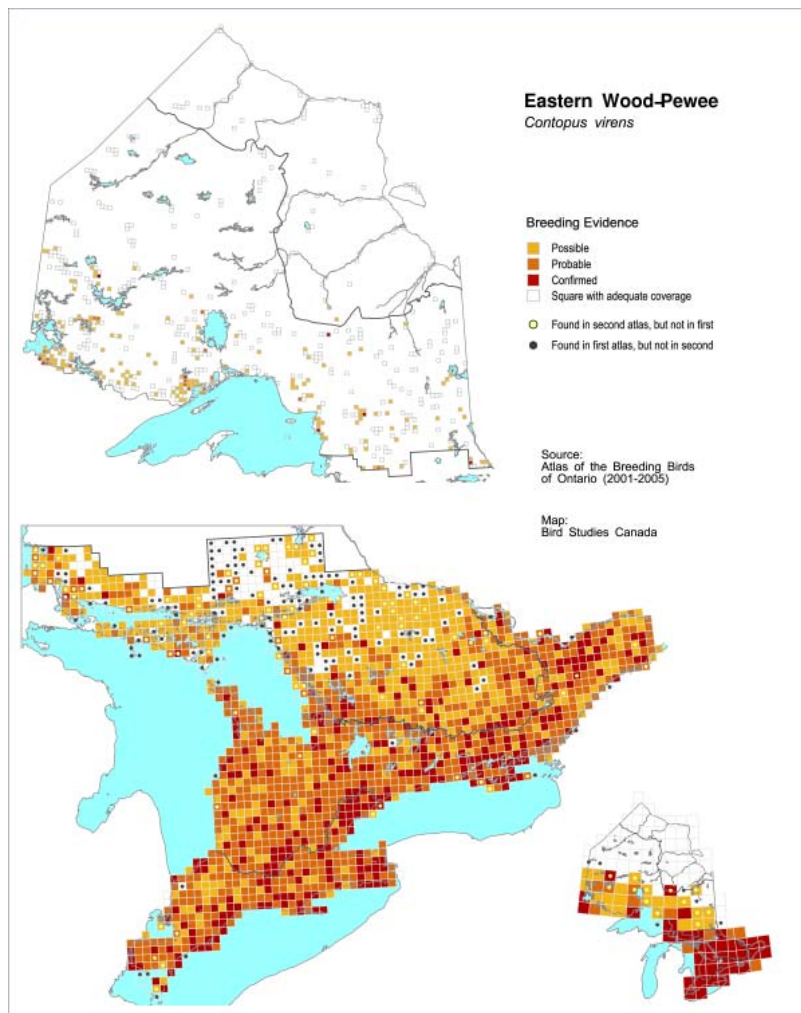 Eastern Wood-Pewee
Contopus virens
Breeding Evidence
Possible
Probable
Confirmed
Square with adequate coverage
Found in second atlas, but not in first
Found in first atlas, but not in second
Source:
Atlas of the Breeding Birds
of Ontario (2001-2005)
Map:
Bird Studies Canada